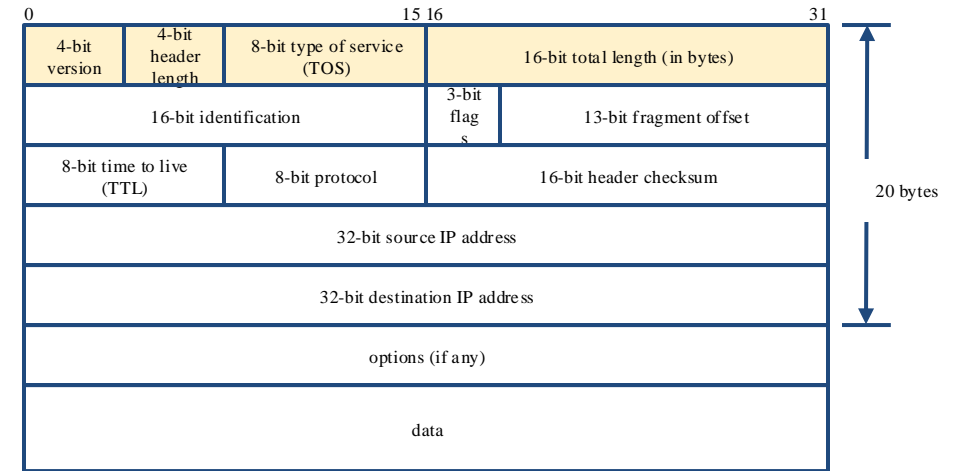 0 15 16 31
4-bit
version
4-bit
header
length
8-bit type of service
(TOS)
16-bit total length (in bytes)
16-bit identification
3-bit
flag
s
13-bit fragment offset
8-bit time to live
(TTL)
8-bit protocol
16-bit header checksum
20 bytes
32-bit source IP address
32-bit destination IP address
options (if any)
data